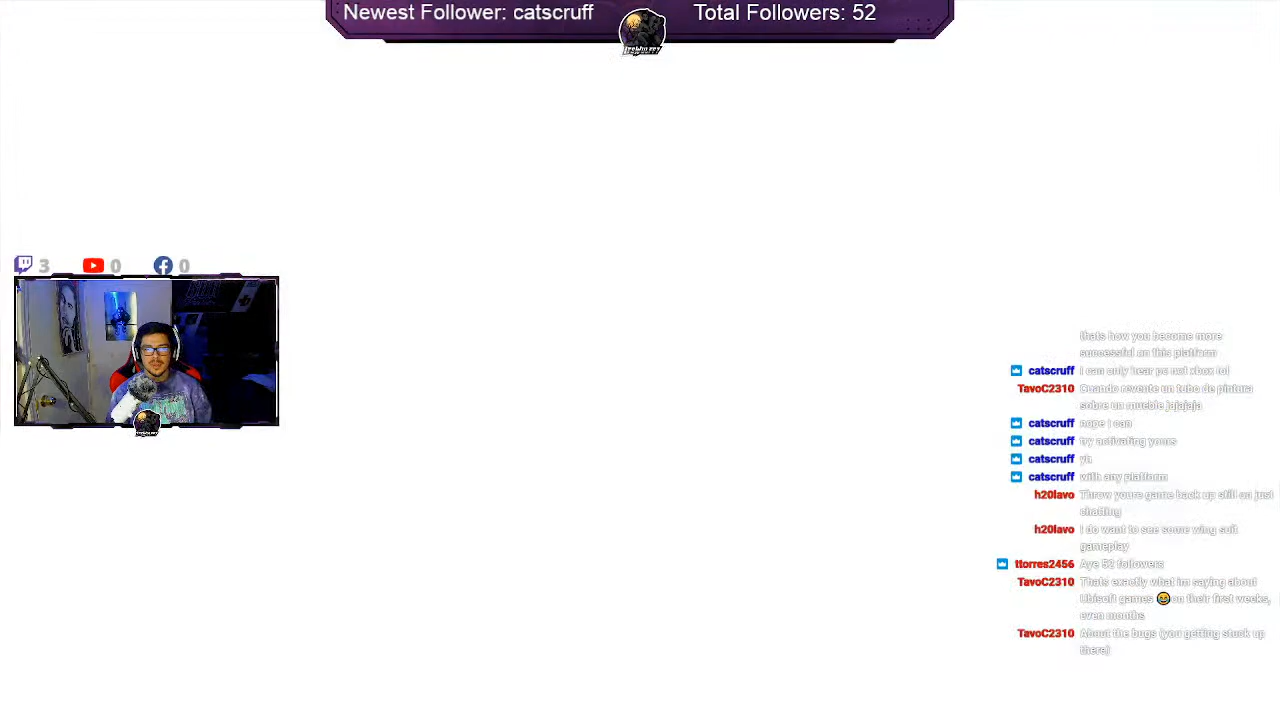 Newest Follower: catscruff
Total Followers: 52
3
0
0
thats how you become more
successful on this platform
catscruff I can only hear pc not xbox lol
TavoC2310 Cuando revente un tubo de pintura
sobre un mueble jajajaja
catscruff nope I can
catscruff try activating yours
catscruff yh
catscruff with any platform
h20lavo Throw youre game back up still on just
chatting
h20lavo I do want to see some wing suit
gameplay
ttorres2456 Aye 52 followers
TavoC2310 Thats exactly what im saying about
Ubisoft games 😆on their first weeks,
even months
TavoC2310 About the bugs (you getting stuck up
there)